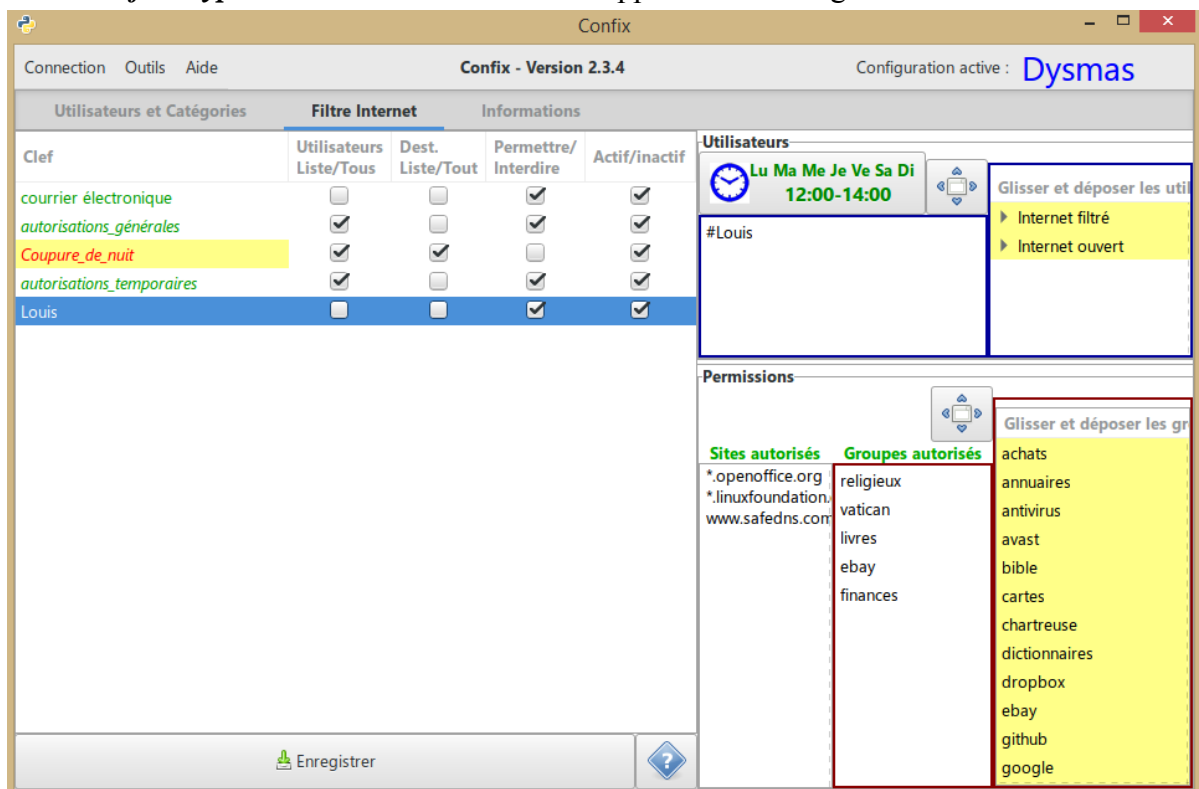 Confix
Connection Outils Aide
Confix - Version 2.3.4
Configuration active : Dysmas
Utilisateurs et Catégories Filtre Internet Informations
Clef
Utilisateurs Liste/Tous
Dest. Liste/Tout
Permettre/ Interdire
Actif/inactif
courrier électronique
autorisations_générales
Coupure_de_nuit
autorisations_temporaires
Louis
Enregistrer
?
Utilisateurs
Lu Ma Me Je Ve Sa Di
12:00-14:00
#Louis
Glisser et déposer les util
Internet filtré
Internet ouvert
Permissions
Sites autorisés
*.openoffice.org
*.linuxfoundation.
www.safedns.com
Groupes autorisés
religieux
vatican
livres
ebay
finances
Glisser et déposer les gr
achats
annuaires
antivirus
avast
bible
cartes
chartreuse
dictionnaires
dropbox
ebay
github
google